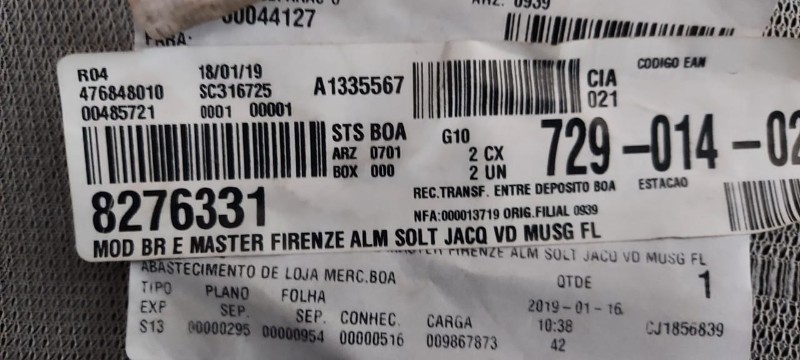 ARZ. 0939
00044127
PARA:
R04 18/01/19 CODIGO EAN
476848010 SC316725 A1335567 CIA
00485721 0001 00001 021
STS BOA G10 729-014-02
ARZ 0701 2 CX
BOX 000 2 UN
REC.TRANSF. ENTRE DEPOSITO BOA ESTACAO
8276331 NFA:000013719 ORIG.FILIAL 0939
MOD BR E MASTER FIRENZE ALM SOLT JACQ VD MUSG FL
FIRENZE ALM SOLT JACQ VD MUSG FL
ABASTECIMENTO DE LOJA MERC.BOA QTDE 1
TIPO PLANO FOLHA
EXP SEP. SEP. CONHEC. CARGA 2019-01-16
S13 00000295 00000954 00000516 009867873 10:38 CJ1856839
42